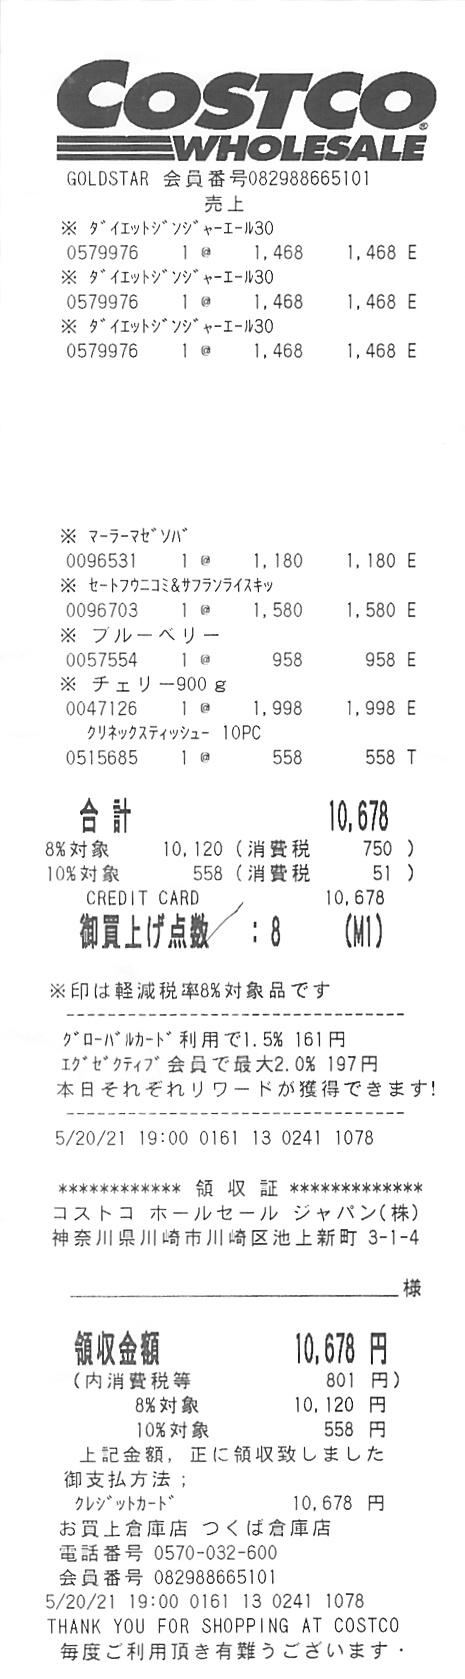 COSTCO
WHOLESALE
GOLDSTAR 会員番号082988665101
売上
※ ダイエットジンジャーエール30
0579976 1 @ 1,468 1,468 E
※ ダイエットジンジャーエール30
0579976 1 @ 1,468 1,468 E
※ ダイエットジンジャーエール30
0579976 1 @ 1,468 1,468 E
※ マーラーマゼソバ
0096531 1 @ 1,180 1,180 E
※ セートフウニコミ&サフランライスキッ
0096703 1 @ 1,580 1,580 E
※ ブルーベリー
0057554 1 @ 958 958 E
※ チェリー900ｇ
0047126 1 @ 1,998 1,998 E
クリネックスティッシュー 10PC
0515685 1 @ 558 558 T
合計 10,678
8%対象 10,120 (消費税 750 )
10%対象 558 (消費税 51 )
CREDIT CARD 10,678
御買上げ点数 : 8 (M1)
※印は軽減税率8%対象品です
---------------------------------
グローバルカード利用で1.5% 161円
エグゼクティブ会員で最大2.0% 197円
本日それぞれリワードが獲得できます!
---------------------------------
5/20/21 19:00 0161 13 0241 1078
************ 領収証 *************
コストコ ホールセール ジャパン(株)
神奈川県川崎市川崎区池上新町 3-1-4
様
領収金額 10,678 円
(内消費税等 801 円)
8%対象 10,120 円
10%対象 558 円
上記金額, 正に領収致しました
御支払方法;
クレジットカード 10,678 円
お買上倉庫店 つくば倉庫店
電話番号 0570-032-600
会員番号 082988665101
5/20/21 19:00 0161 13 0241 1078
THANK YOU FOR SHOPPING AT COSTCO
毎度ご利用頂き有難うございます・